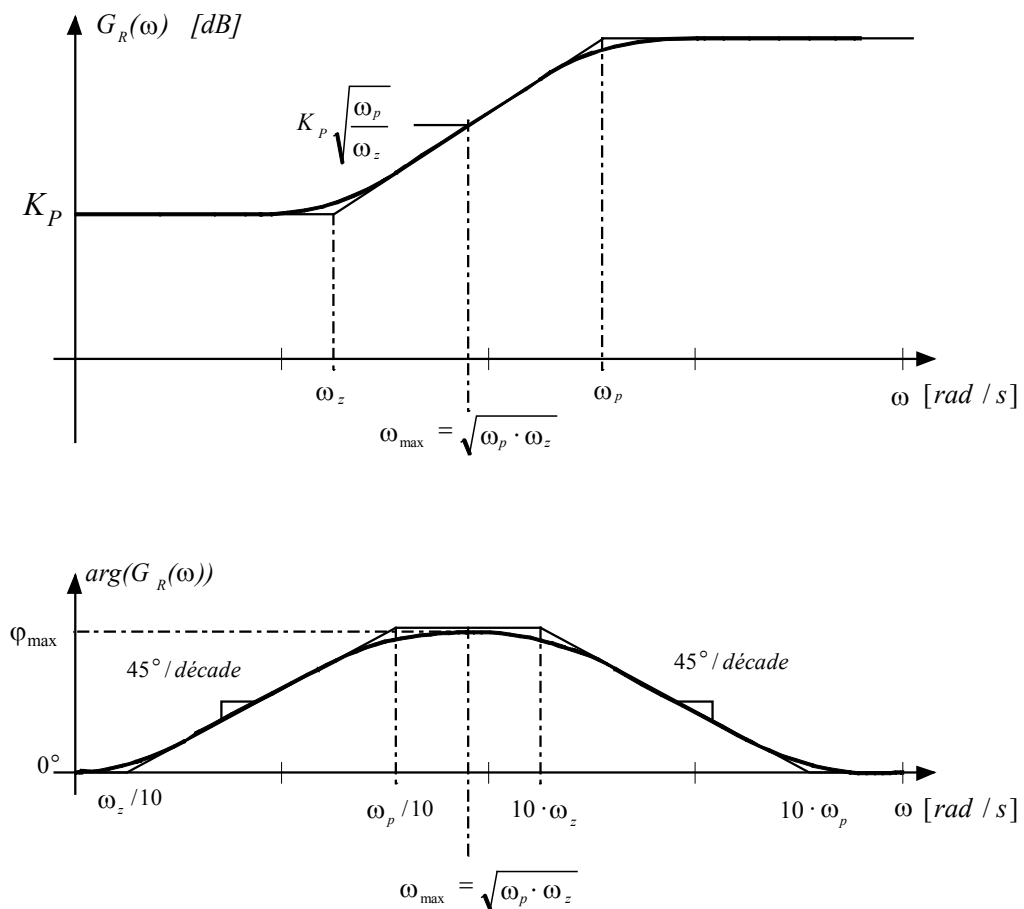 G_R(ω) [dB]
K_P √(ω_p/ω_z)
K_P
ω_z
ω_p
ω [rad / s]
ω_max = √(ω_p · ω_z)
arg(G_R(ω))
φ_max
45°/décade
45°/décade
0°
ω_z/10
ω_p/10
10·ω_z
10·ω_p
ω [rad / s]
ω_max = √(ω_p · ω_z)